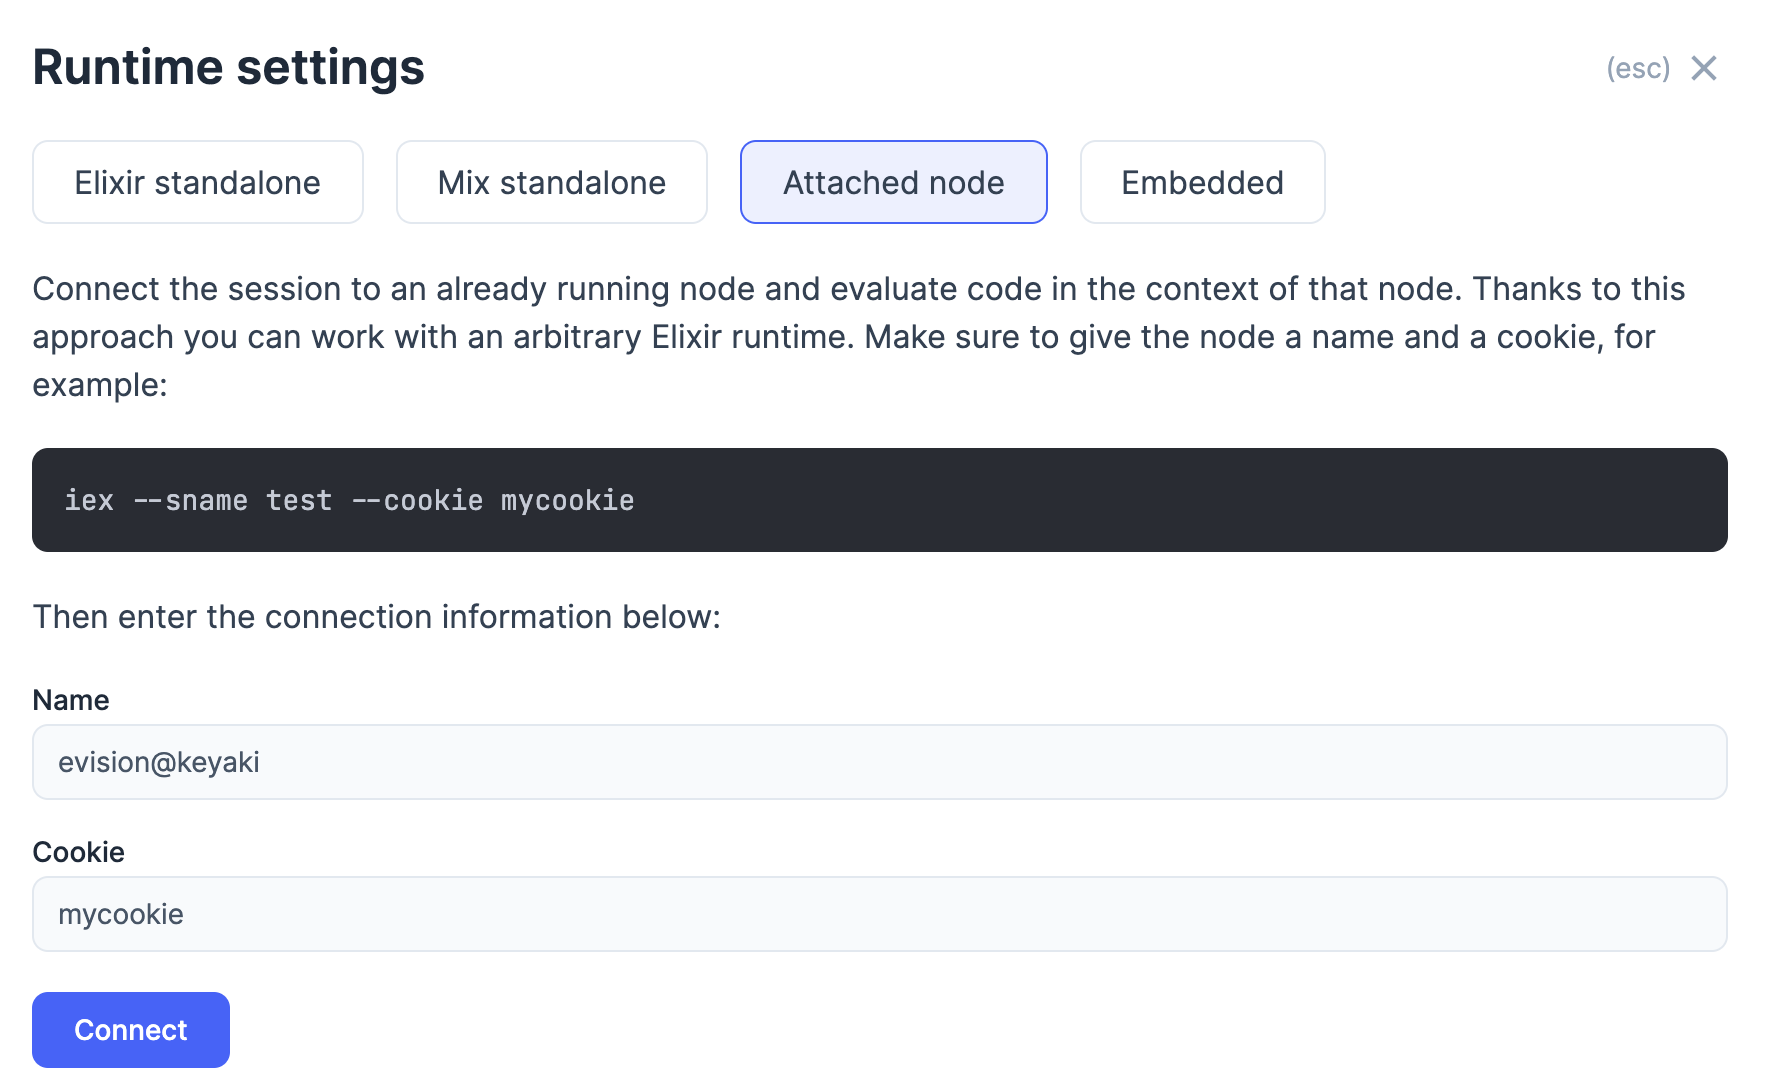 Runtime settings
(esc)
Elixir standalone
Mix standalone
Attached node
Embedded
Connect the session to an already running node and evaluate code in the context of that node. Thanks to this
approach you can work with an arbitrary Elixir runtime. Make sure to give the node a name and a cookie, for
example:
iex --sname test --cookie mycookie
Then enter the connection information below:
Name
evision@keyaki
Cookie
mycookie
Connect